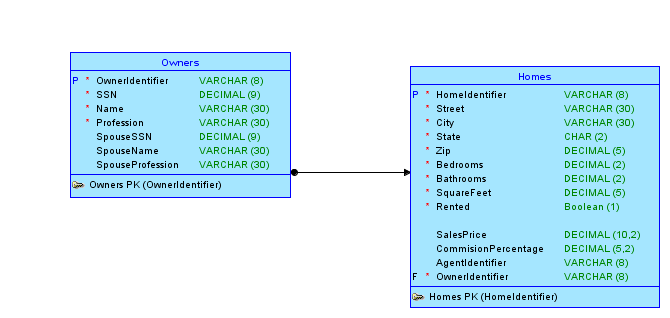 Owners
P * OwnerIdentifier VARCHAR (8)
* SSN DECIMAL (9)
* Name VARCHAR (30)
* Profession VARCHAR (30)
SpouseSSN DECIMAL (9)
SpouseName VARCHAR (30)
SpouseProfession VARCHAR (30)
Owners PK (OwnerIdentifier)
Homes
P * HomeIdentifier VARCHAR (8)
* Street VARCHAR (30)
* City VARCHAR (30)
* State CHAR (2)
* Zip DECIMAL (5)
* Bedrooms DECIMAL (2)
* Bathrooms DECIMAL (2)
* SquareFeet DECIMAL (5)
* Rented Boolean (1)
SalesPrice DECIMAL (10,2)
CommisionPercentage DECIMAL (5,2)
AgentIdentifier VARCHAR (8)
F * OwnerIdentifier VARCHAR (8)
Homes PK (HomeIdentifier)